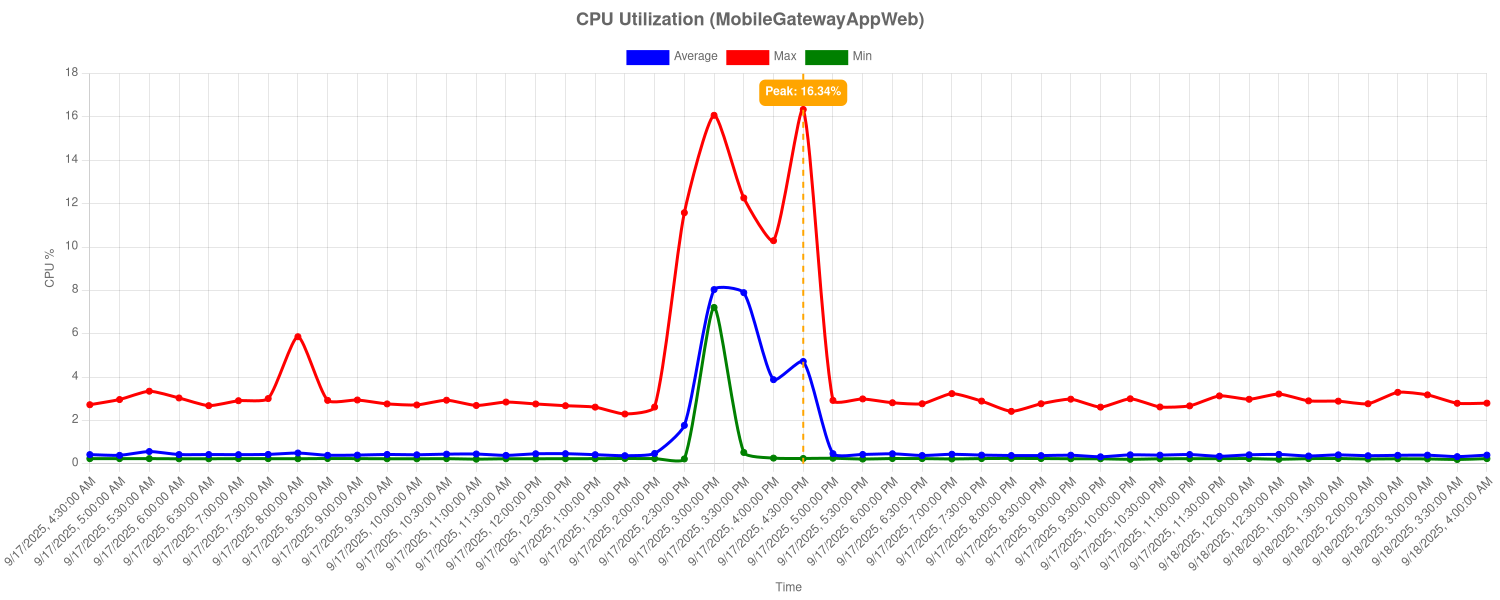 CPU Utilization (MobileGatewayAppWeb)
Average Max Min
Peak: 16.34%
18
16
14
12
10
8
6
4
2
0
CPU %
9/17/2025, 4:30:00 AM
9/17/2025, 5:00:00 AM
9/17/2025, 5:30:00 AM
9/17/2025, 6:00:00 AM
9/17/2025, 6:30:00 AM
9/17/2025, 7:00:00 AM
9/17/2025, 7:30:00 AM
9/17/2025, 8:00:00 AM
9/17/2025, 8:30:00 AM
9/17/2025, 9:00:00 AM
9/17/2025, 9:30:00 AM
9/17/2025, 10:00:00 AM
9/17/2025, 10:30:00 AM
9/17/2025, 11:00:00 AM
9/17/2025, 11:30:00 AM
9/17/2025, 12:00:00 PM
9/17/2025, 12:30:00 PM
9/17/2025, 1:00:00 PM
9/17/2025, 1:30:00 PM
9/17/2025, 2:00:00 PM
9/17/2025, 2:30:00 PM
9/17/2025, 3:00:00 PM
9/17/2025, 3:30:00 PM
9/17/2025, 4:00:00 PM
9/17/2025, 4:30:00 PM
9/17/2025, 5:00:00 PM
9/17/2025, 5:30:00 PM
9/17/2025, 6:00:00 PM
9/17/2025, 6:30:00 PM
9/17/2025, 7:00:00 PM
9/17/2025, 7:30:00 PM
9/17/2025, 8:00:00 PM
9/17/2025, 8:30:00 PM
9/17/2025, 9:00:00 PM
9/17/2025, 9:30:00 PM
9/17/2025, 10:00:00 PM
9/17/2025, 10:30:00 PM
9/17/2025, 11:00:00 PM
9/17/2025, 11:30:00 PM
9/18/2025, 12:00:00 AM
9/18/2025, 12:30:00 AM
9/18/2025, 1:00:00 AM
9/18/2025, 1:30:00 AM
9/18/2025, 2:00:00 AM
9/18/2025, 2:30:00 AM
9/18/2025, 3:00:00 AM
9/18/2025, 3:30:00 AM
9/18/2025, 4:00:00 AM
Time